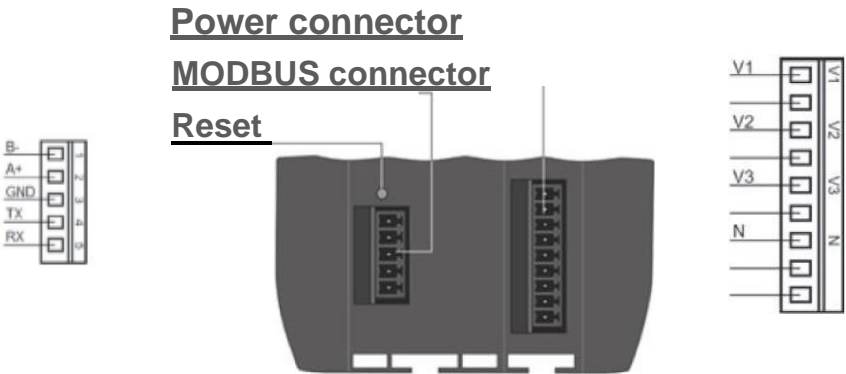 Power connector
MODBUS connector
Reset
B-
A+
GND
TX
RX
1
2
3
4
5
V1
V2
V3
N
V1
V2
V3
N